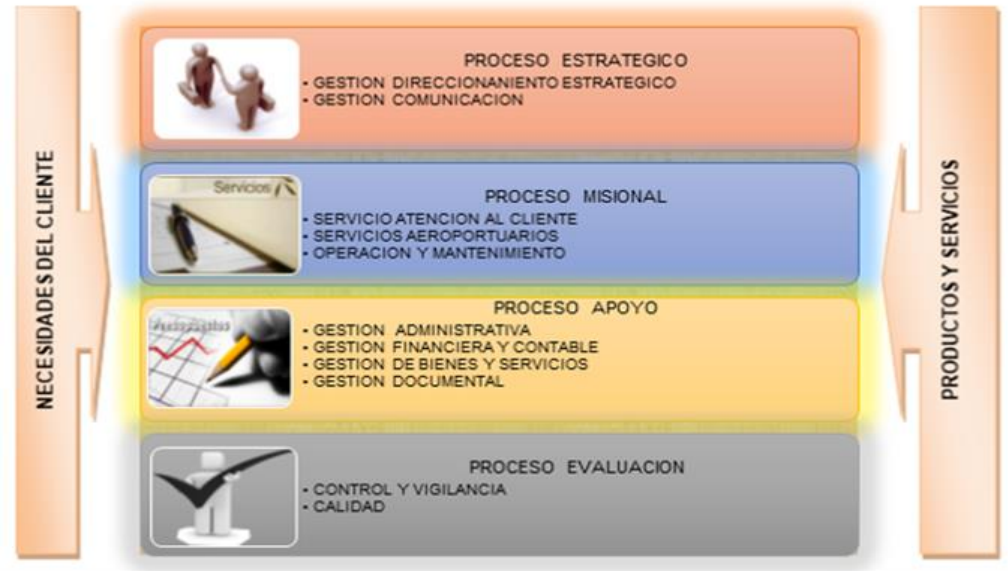 NECESIDADES DEL CLIENTE
PROCESO ESTRATEGICO
- GESTION DIRECCIONANIENTO ESTRATEGICO
- GESTION COMUNICACION
Servicios
PROCESO MISIONAL
- SERVICIO ATENCION AL CLIENTE
- SERVICIOS AEROPORTUARIOS
- OPERACION Y MANTENIMIENTO
PROCESO APOYO
- GESTION ADMINISTRATIVA
- GESTION FINANCIERA Y CONTABLE
- GESTION DE BIENES Y SERVICIOS
- GESTION DOCUMENTAL
PROCESO EVALUACION
- CONTROL Y VIGILANCIA
- CALIDAD
PRODUCTOS Y SERVICIOS